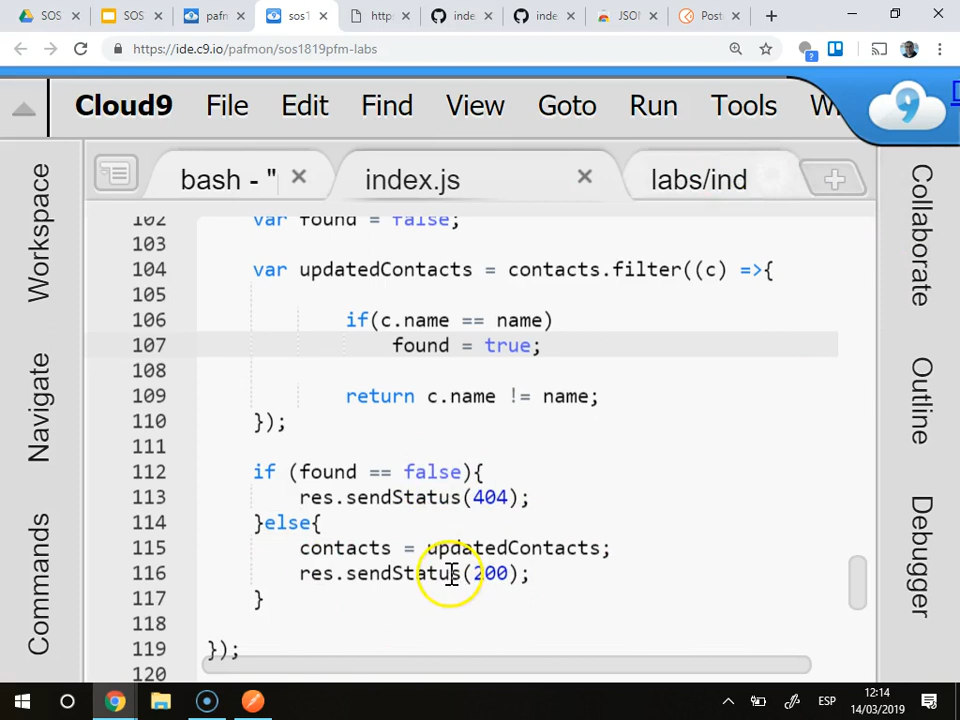 SOS
SOS
pafm
sos1
http
inde
inde
JSON
Post
https://ide.c9.io/pafmon/sos1819pfm-labs
Cloud9 File Edit Find View Goto Run Tools
bash - "
index.js
labs/ind
Workspace
Navigate
Commands
Collaborate
Outline
Debugger
102 var found = false;
103
104 var updatedContacts = contacts.filter((c) =>{
105
106 if(c.name == name)
107 found = true;
108
109 return c.name != name;
110 });
111
112 if (found == false){
113 res.sendStatus(404);
114 }else{
115 contacts = updatedContacts;
116 res.sendStatus(200);
117 }
118
119 });
120
ESP
12:14
14/03/2019